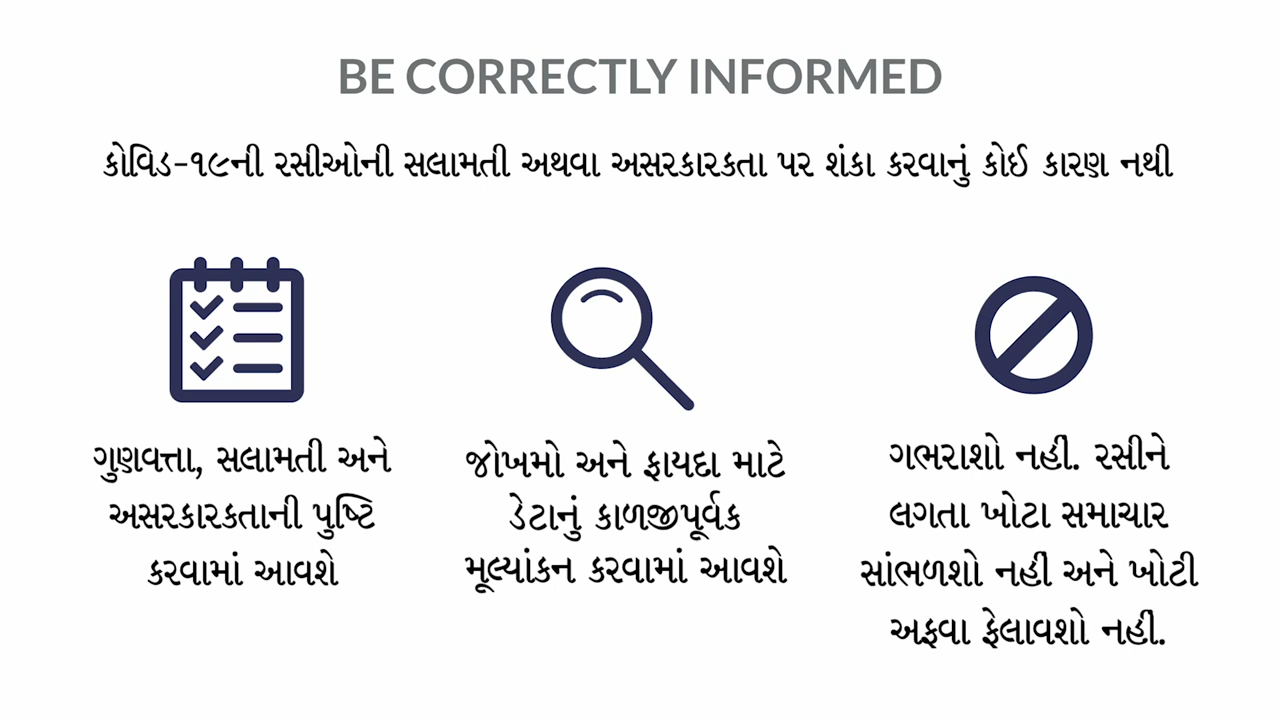 BE CORRECTLY INFORMED
કોવિડ-૧૯ની રસીઓની સલામતી અથવા અસરકારકતા પર શંકા કરવાનું કોઈ કારણ નથી
ગુણવત્તા, સલામતી અને
અસરકારકતાની પુષ્ટિ
કરવામાં આવશે
જોખમો અને ફાયદા માટે
ડેટાનું કાળજીપૂર્વક
મૂલ્યાંકન કરવામાં આવશે
ગભરાશો નહીં. રસીને
લગતા ખોટા સમાચાર
સાંભળશો નહીં અને ખોટી
અફવા ફેલાવશો નહીં.